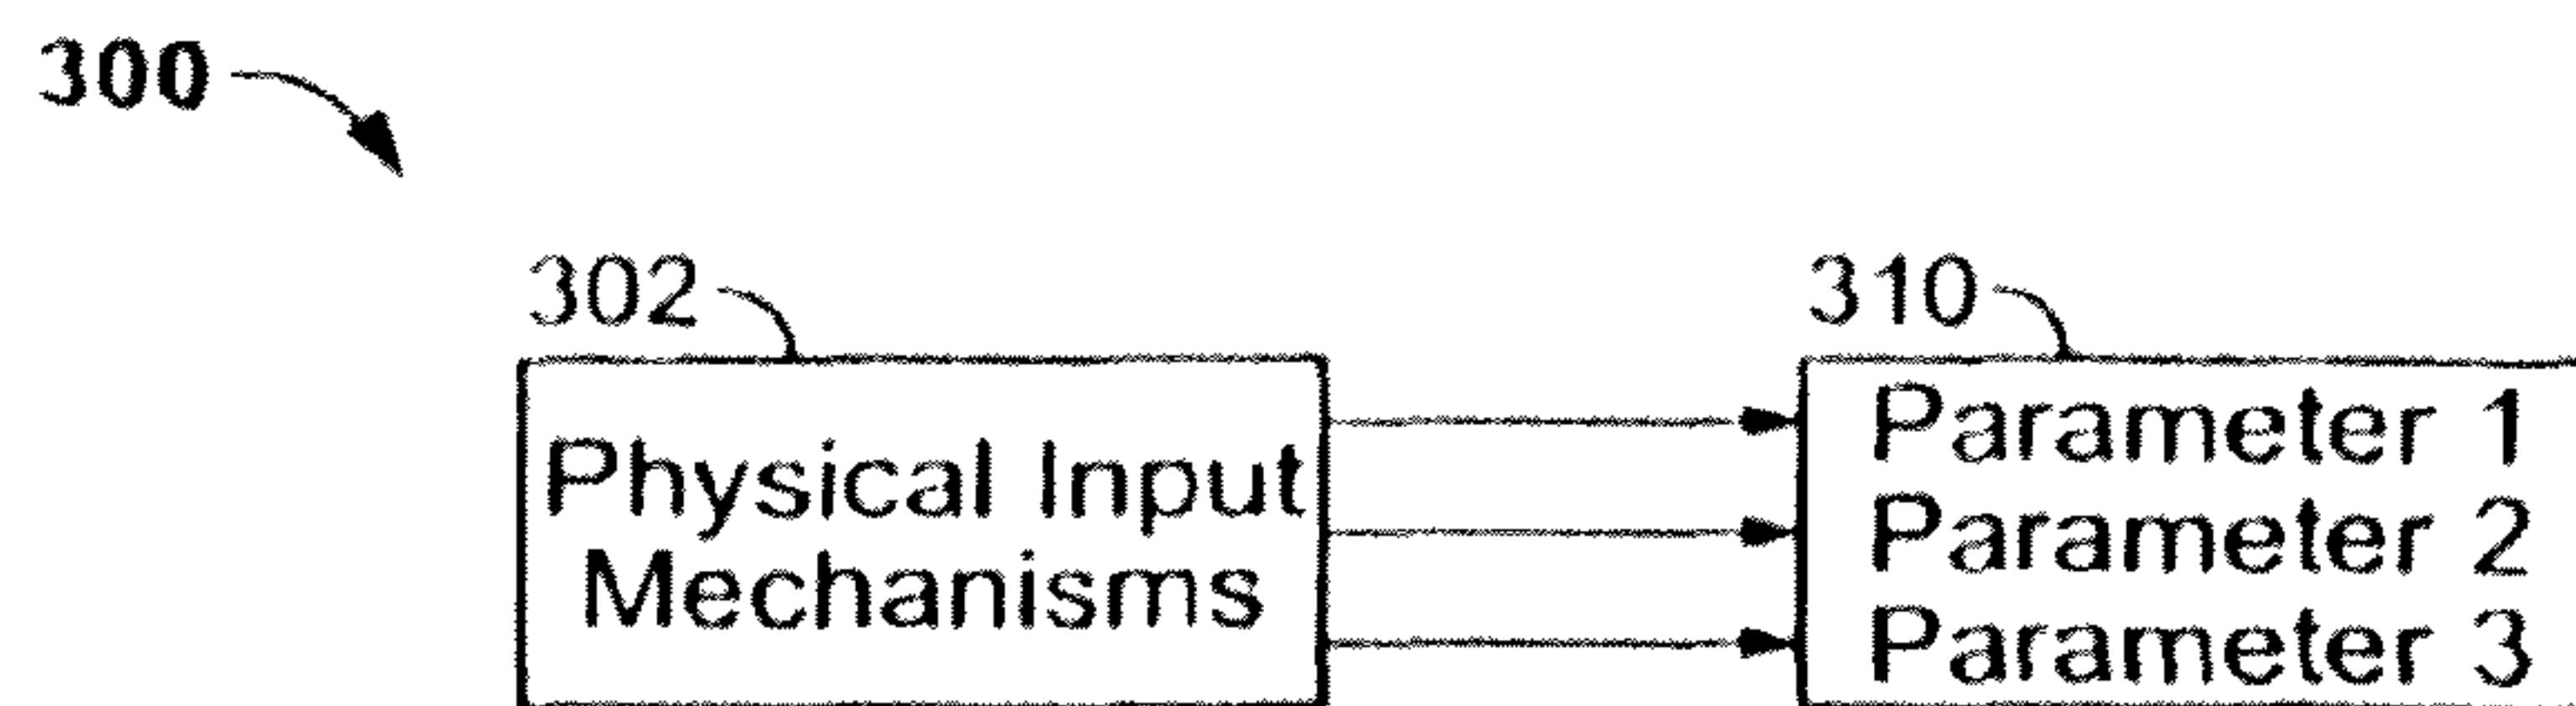 300
302
310
Physical Input
Mechanisms
Parameter 1
Parameter 2
Parameter 3